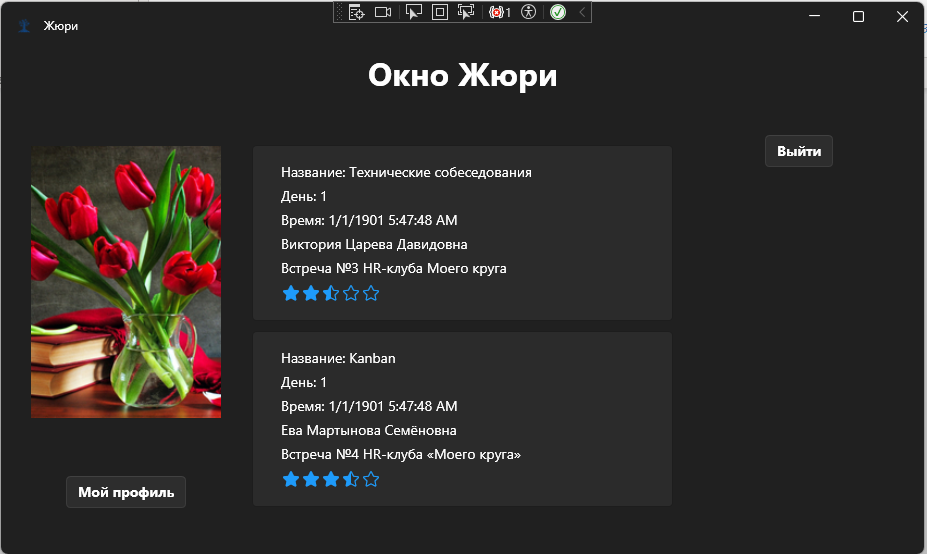 Жюри
1
Окно Жюри
Выйти
Название: Технические собеседования
День: 1
Время: 1/1/1901 5:47:48 AM
Виктория Царева Давидовна
Встреча №3 HR-клуба Моего круга
Название: Kanban
День: 1
Время: 1/1/1901 5:47:48 AM
Ева Мартынова Семёновна
Встреча №4 HR-клуба «Моего круга»
Мой профиль